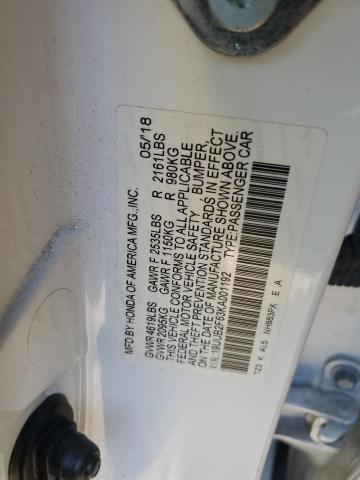 MFD BY HONDA OF AMERICA MFG.,INC. 05/18
GVWR 4619LBS GAWR F 2535LBS R 2161LBS
GVWR 2095KG GAWR F 1150KG R 980KG
THIS VEHICLE CONFORMS TO ALL APPLICABLE
FEDERAL MOTOR VEHICLE SAFETY, BUMPER,
AND THEFT PREVENTION STANDARDS IN EFFECT
ON THE DATE OF MANUFACTURE SHOWN ABOVE.
V.I.N.:19UUB2F63KA007192 TYPE:PASSENGER CAR
TZ3 K AL5 NH883PX E A